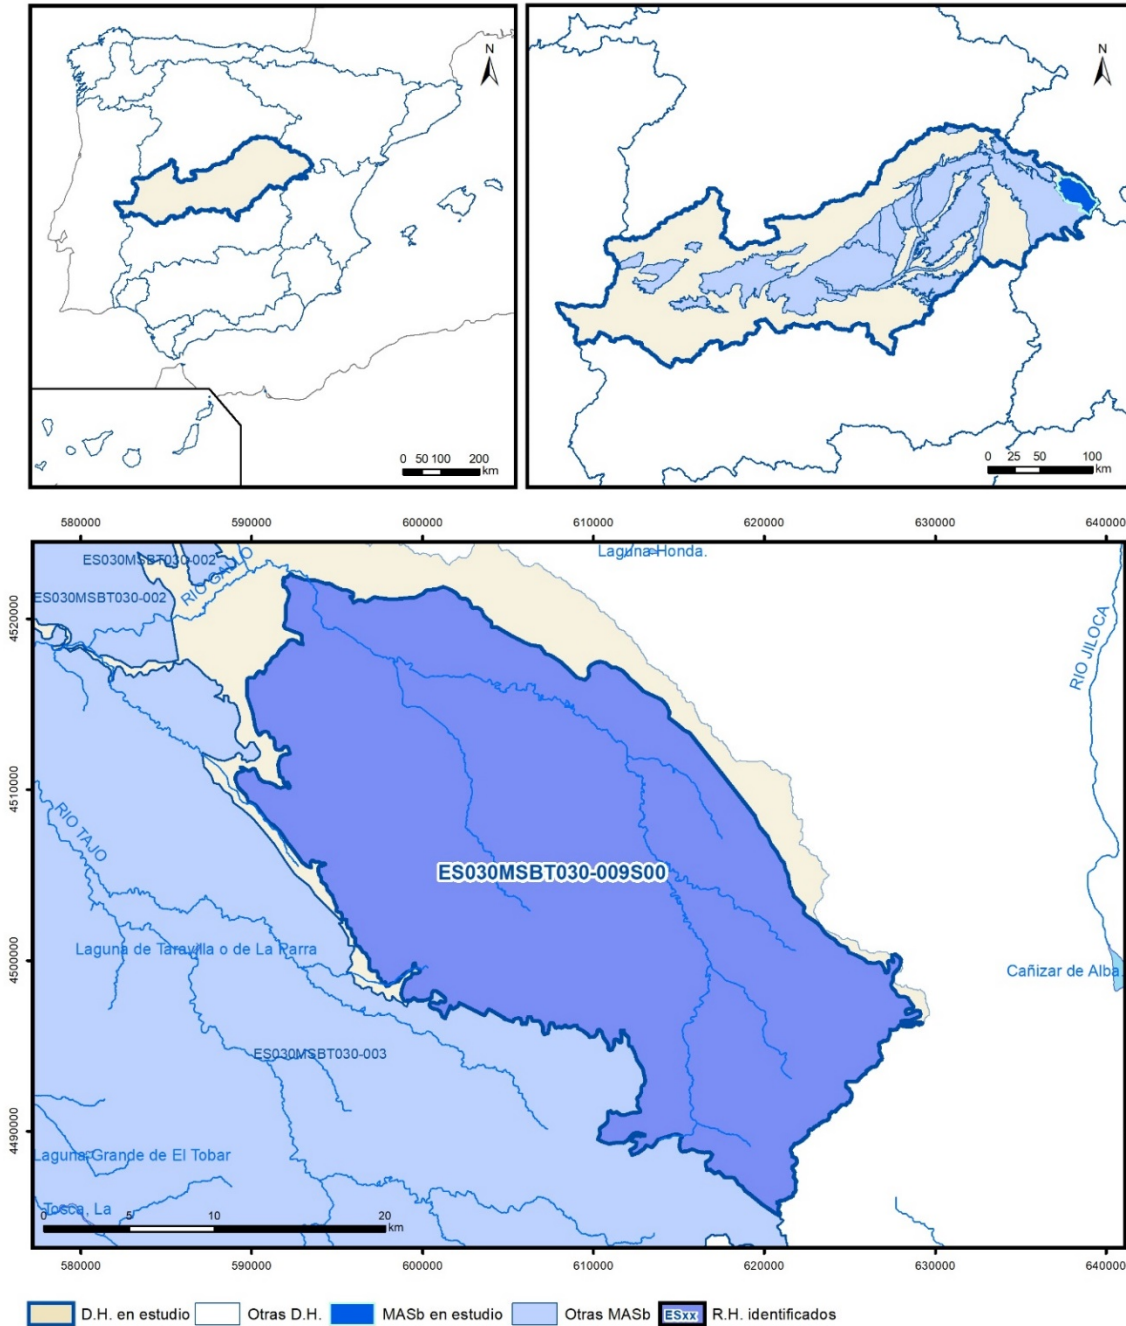 N
0 50 100 200
km
N
0 25 50 100
km
580000 590000 600000 610000 620000 630000 640000
ES030MSBT030-002
ES030MSBT030-002
RIO GALLO
Laguna Honda.
RIO JILOCA
4520000
4510000
4500000
4490000
RIO TAJO
ES030MSBT030-009S00
Laguna de Taravilla o de La Parra
Cañizar de Alba.
ES030MSBT030-003
Laguna Grande de El Tobar
Tosca, La
0 5 10 20
km
580000 590000 600000 610000 620000 630000 640000
D.H. en estudio Otras D.H. MASb en estudio Otras MASb ESxx R.H. identificados